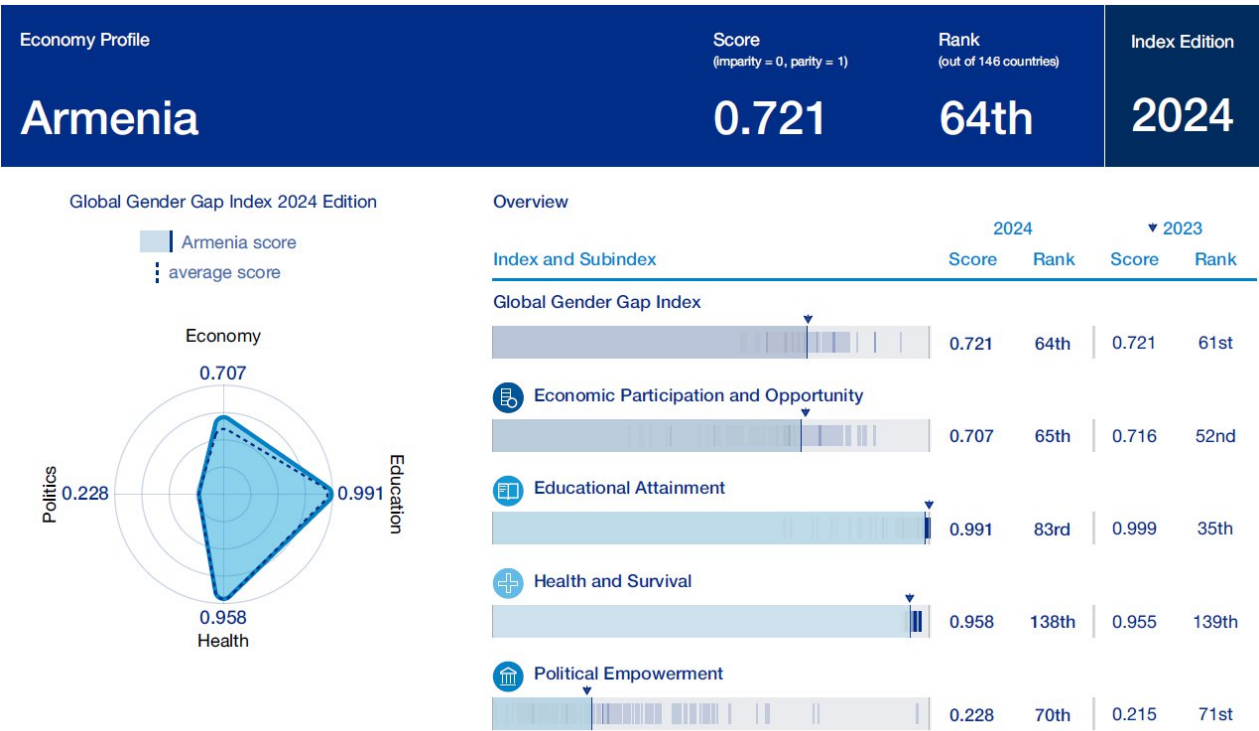 Economy Profile
Armenia
Score
(imparity = 0, parity = 1)
0.721
Rank
(out of 146 countries)
64th
Index Edition
2024
Global Gender Gap Index 2024 Edition
Armenia score
average score
Economy
0.707
Politics
0.228
0.991
Education
0.958
Health
Overview
2024
2023
Index and Subindex
Score Rank Score Rank
Global Gender Gap Index
0.721 64th 0.721 61st
Economic Participation and Opportunity
0.707 65th 0.716 52nd
Educational Attainment
0.991 83rd 0.999 35th
Health and Survival
0.958 138th 0.955 139th
Political Empowerment
0.228 70th 0.215 71st